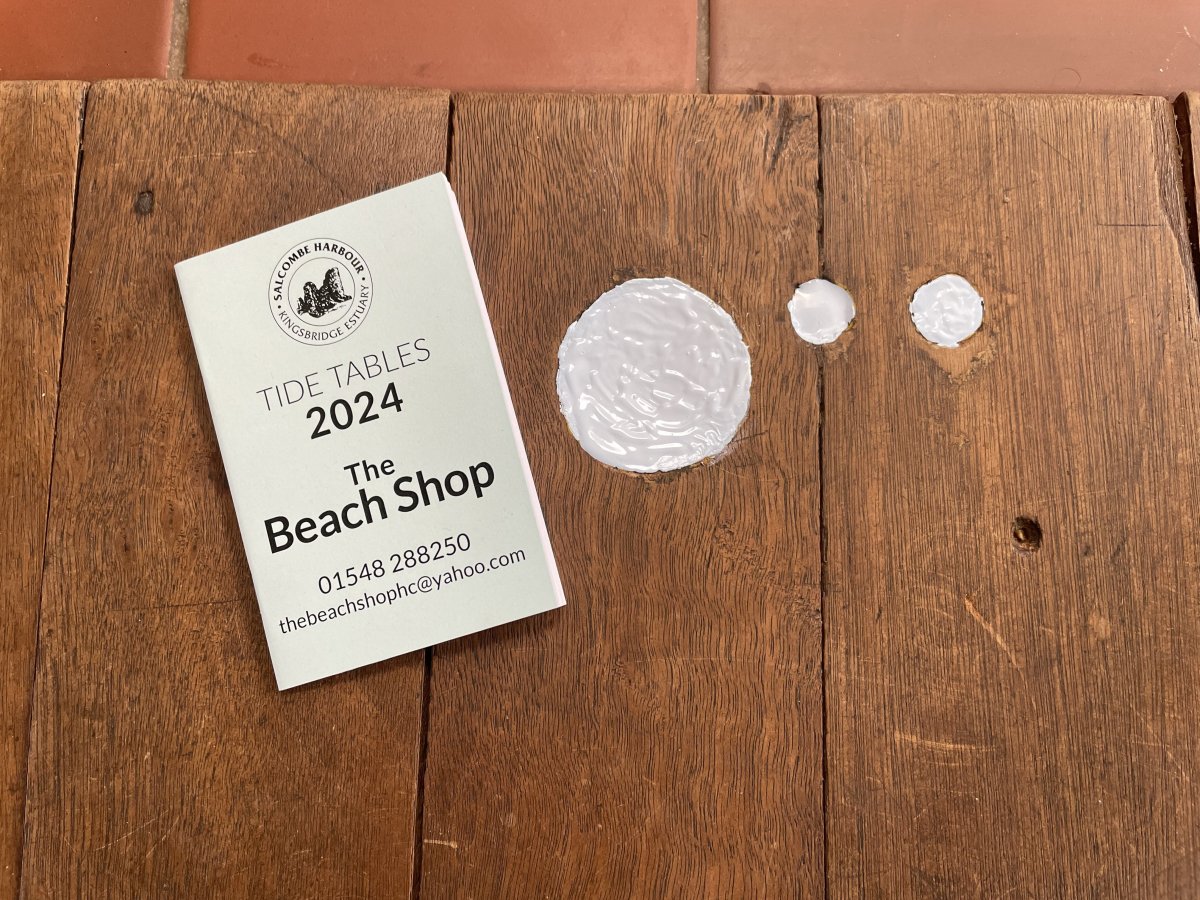 SALCOMBE HARBOUR
KINGSBRIDGE ESTUARY
TIDE TABLES
2024
The
Beach Shop
01548 288250
thebeachshophc@yahoo.com